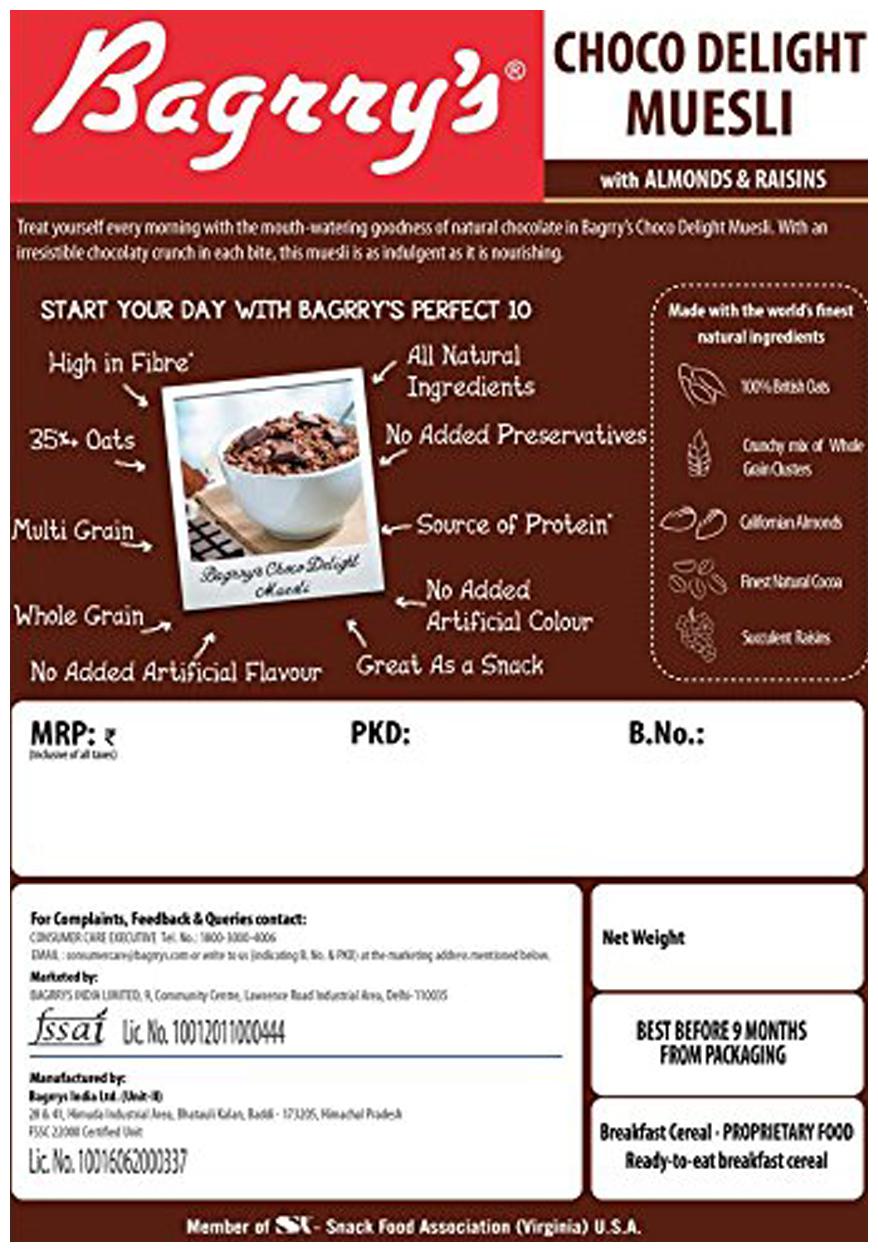 Bagrry's®
CHOCO DELIGHT
MUESLI
with ALMONDS & RAISINS
Treat yourself every morning with the mouth-watering goodness of natural chocolate in Bagrry's Choco Delight Muesli. With an
irresistible chocolaty crunch in each bite, this muesli is as indulgent as it is nourishing.
START YOUR DAY WITH BAGRRY'S PERFECT 10
High in Fibre*
35%+ Oats
Multi Grain
Whole Grain
No Added Artificial Flavour
All Natural
Ingredients
No Added Preservatives
Source of Protein*
No Added
Artificial Colour
Great As a Snack
Bagrry's Choco Delight
Muesli
Made with the world's finest
natural ingredients
100% British Oats
Crunchy mix of Whole
Grain Clusters
Californian Almonds
Finest Natural Cocoa
Succulent Raisins
MRP: ₹
(Inclusive of all taxes)
PKD:
B.No.:
For Complaints, Feedback & Queries contact:
CONSUMER CARE EXECUTIVE Tel. No.: 1800-3000-4006
EMAIL : consumercare@bagrrys.com or write to us (indicating B. No. & PKD) at the marketing address mentioned below.
Marketed by:
BAGRRYS INDIA LIMITED, 9, Community Centre, Lawrence Road Industrial Area, Delhi-110035
fssai Lic. No. 10012011000444
Manufactured by:
Bagrrys India Ltd. (Unit-II)
28 & 41, Himuda Industrial Area, Bhatauli Kalan, Baddi - 173205, Himachal Pradesh
FSSC 22000 Certified Unit
Lic. No. 10016062000337
Net Weight
BEST BEFORE 9 MONTHS
FROM PACKAGING
Breakfast Cereal - PROPRIETARY FOOD
Ready-to-eat breakfast cereal
Member of - Snack Food Association (Virginia) U.S.A.